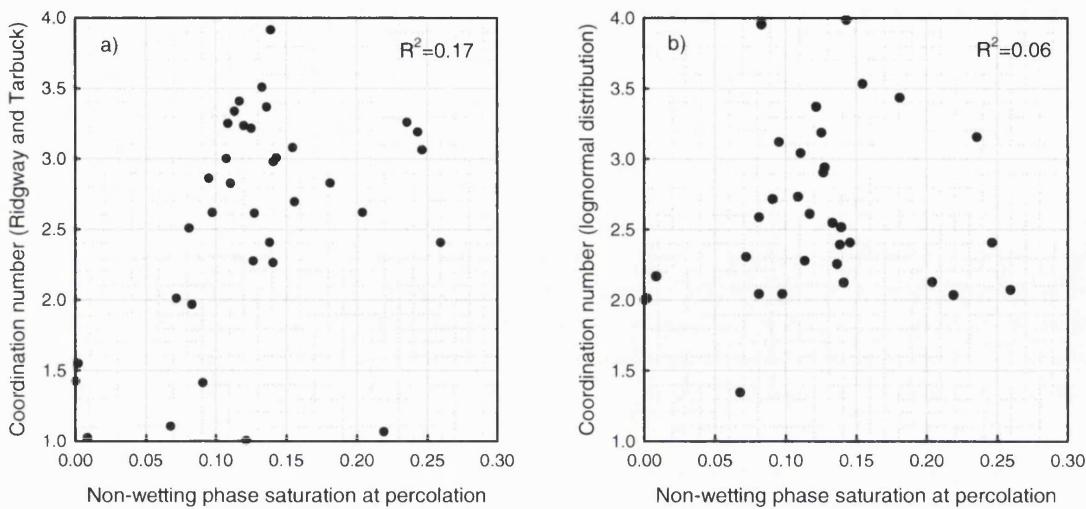 a)
R²=0.17
Coordination number (Ridgway and Tarbuck)
4.0
3.5
3.0
2.5
2.0
1.5
1.0
0.00 0.05 0.10 0.15 0.20 0.25 0.30
Non-wetting phase saturation at percolation
b)
R²=0.06
Coordination number (lognormal distribution)
4.0
3.5
3.0
2.5
2.0
1.5
1.0
0.00 0.05 0.10 0.15 0.20 0.25 0.30
Non-wetting phase saturation at percolation